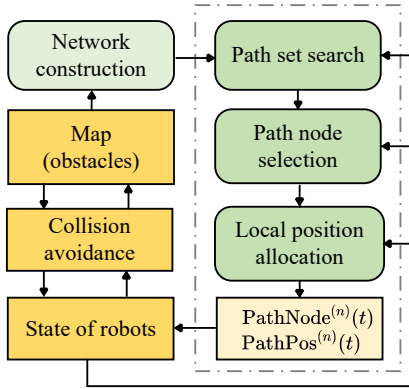 Network
construction
Path set search
Map
(obstacles)
Path node
selection
Collision
avoidance
Local position
allocation
State of robots
PathNode⁽ⁿ⁾(t)
PathPos⁽ⁿ⁾(t)